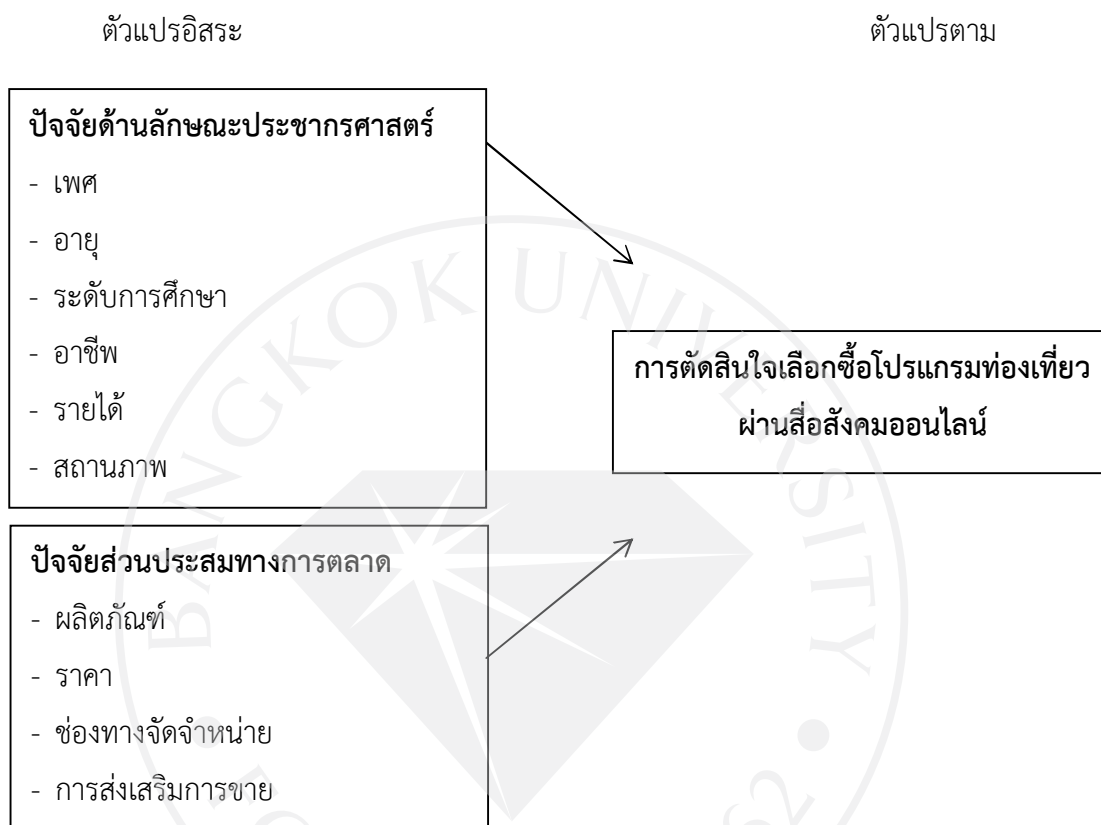 ตัวแปรอิสระ
ตัวแปรตาม
ปัจจัยด้านลักษณะประชากรศาสตร์
- เพศ
- อายุ
- ระดับการศึกษา
- อาชีพ
- รายได้
- สถานภาพ
การตัดสินใจเลือกซื้อโปรแกรมท่องเที่ยว
ผ่านสื่อสังคมออนไลน์
ปัจจัยส่วนประสมทางการตลาด
- ผลิตภัณฑ์
- ราคา
- ช่องทางจัดจำหน่าย
- การส่งเสริมการขาย
BANGKOK UNIVERSITY